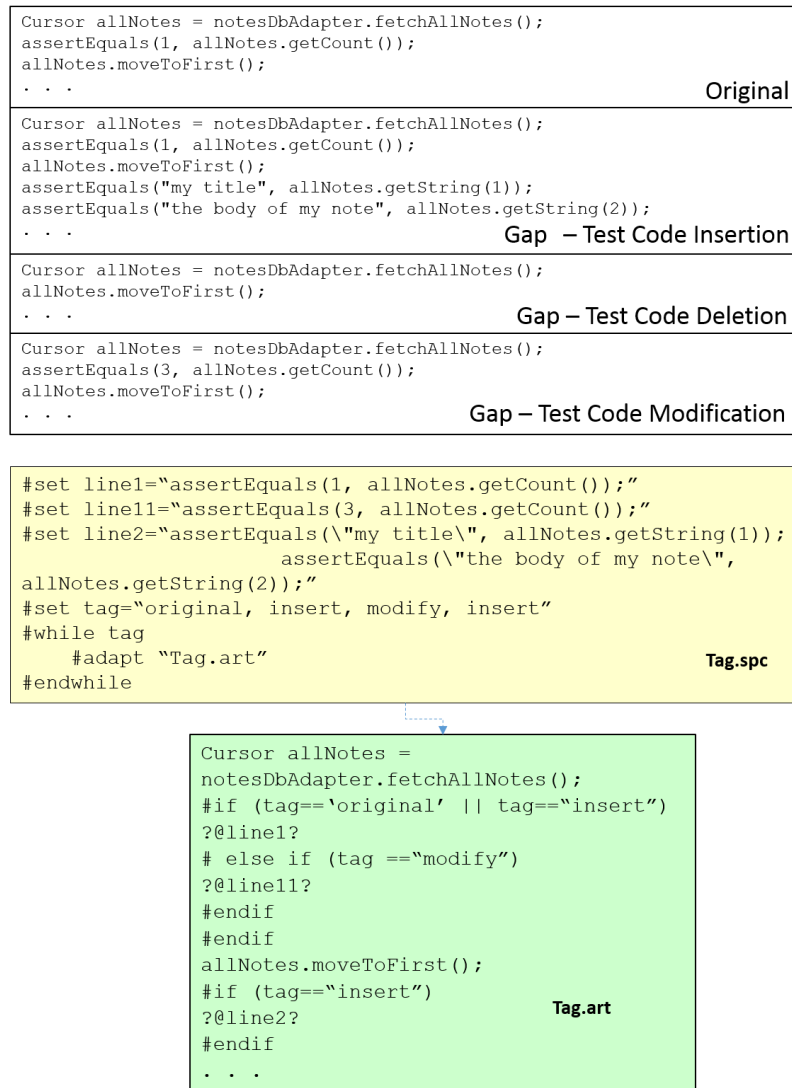 Cursor allNotes = notesDbAdapter.fetchAllNotes();
assertEquals(1, allNotes.getCount());
allNotes.moveToFirst();
. . .
Original
Cursor allNotes = notesDbAdapter.fetchAllNotes();
assertEquals(1, allNotes.getCount());
allNotes.moveToFirst();
assertEquals("my title", allNotes.getString(1));
assertEquals("the body of my note", allNotes.getString(2));
. . .
Gap – Test Code Insertion
Cursor allNotes = notesDbAdapter.fetchAllNotes();
allNotes.moveToFirst();
. . .
Gap – Test Code Deletion
Cursor allNotes = notesDbAdapter.fetchAllNotes();
assertEquals(3, allNotes.getCount());
allNotes.moveToFirst();
. . .
Gap – Test Code Modification
#set line1=“assertEquals(1, allNotes.getCount());”
#set line11=“assertEquals(3, allNotes.getCount());”
#set line2=“assertEquals(\"my title\", allNotes.getString(1));
assertEquals(\"the body of my note\",
allNotes.getString(2));”
#set tag=“original, insert, modify, insert”
#while tag
#adapt “Tag.art”
#endwhile
Tag.spc
Cursor allNotes =
notesDbAdapter.fetchAllNotes();
#if (tag==‘original’ || tag==“insert”)
?@line1?
# else if (tag ==“modify”)
?@line11?
#endif
#endif
allNotes.moveToFirst();
#if (tag==“insert”)
?@line2?
#endif
. . .
Tag.art